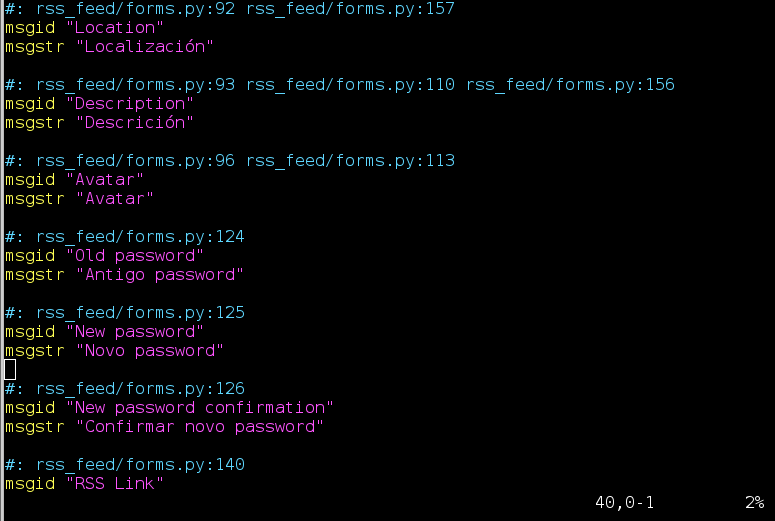 #: rss_feed/forms.py:92 rss_feed/forms.py:157
msgid "Location"
msgstr "Localización"
#: rss_feed/forms.py:93 rss_feed/forms.py:110 rss_feed/forms.py:156
msgid "Description"
msgstr "Descrición"
#: rss_feed/forms.py:96 rss_feed/forms.py:113
msgid "Avatar"
msgstr "Avatar"
#: rss_feed/forms.py:124
msgid "Old password"
msgstr "Antigo password"
#: rss_feed/forms.py:125
msgid "New password"
msgstr "Novo password"
#: rss_feed/forms.py:126
msgid "New password confirmation"
msgstr "Confirmar novo password"
#: rss_feed/forms.py:140
msgid "RSS Link"
40,0-1 2%